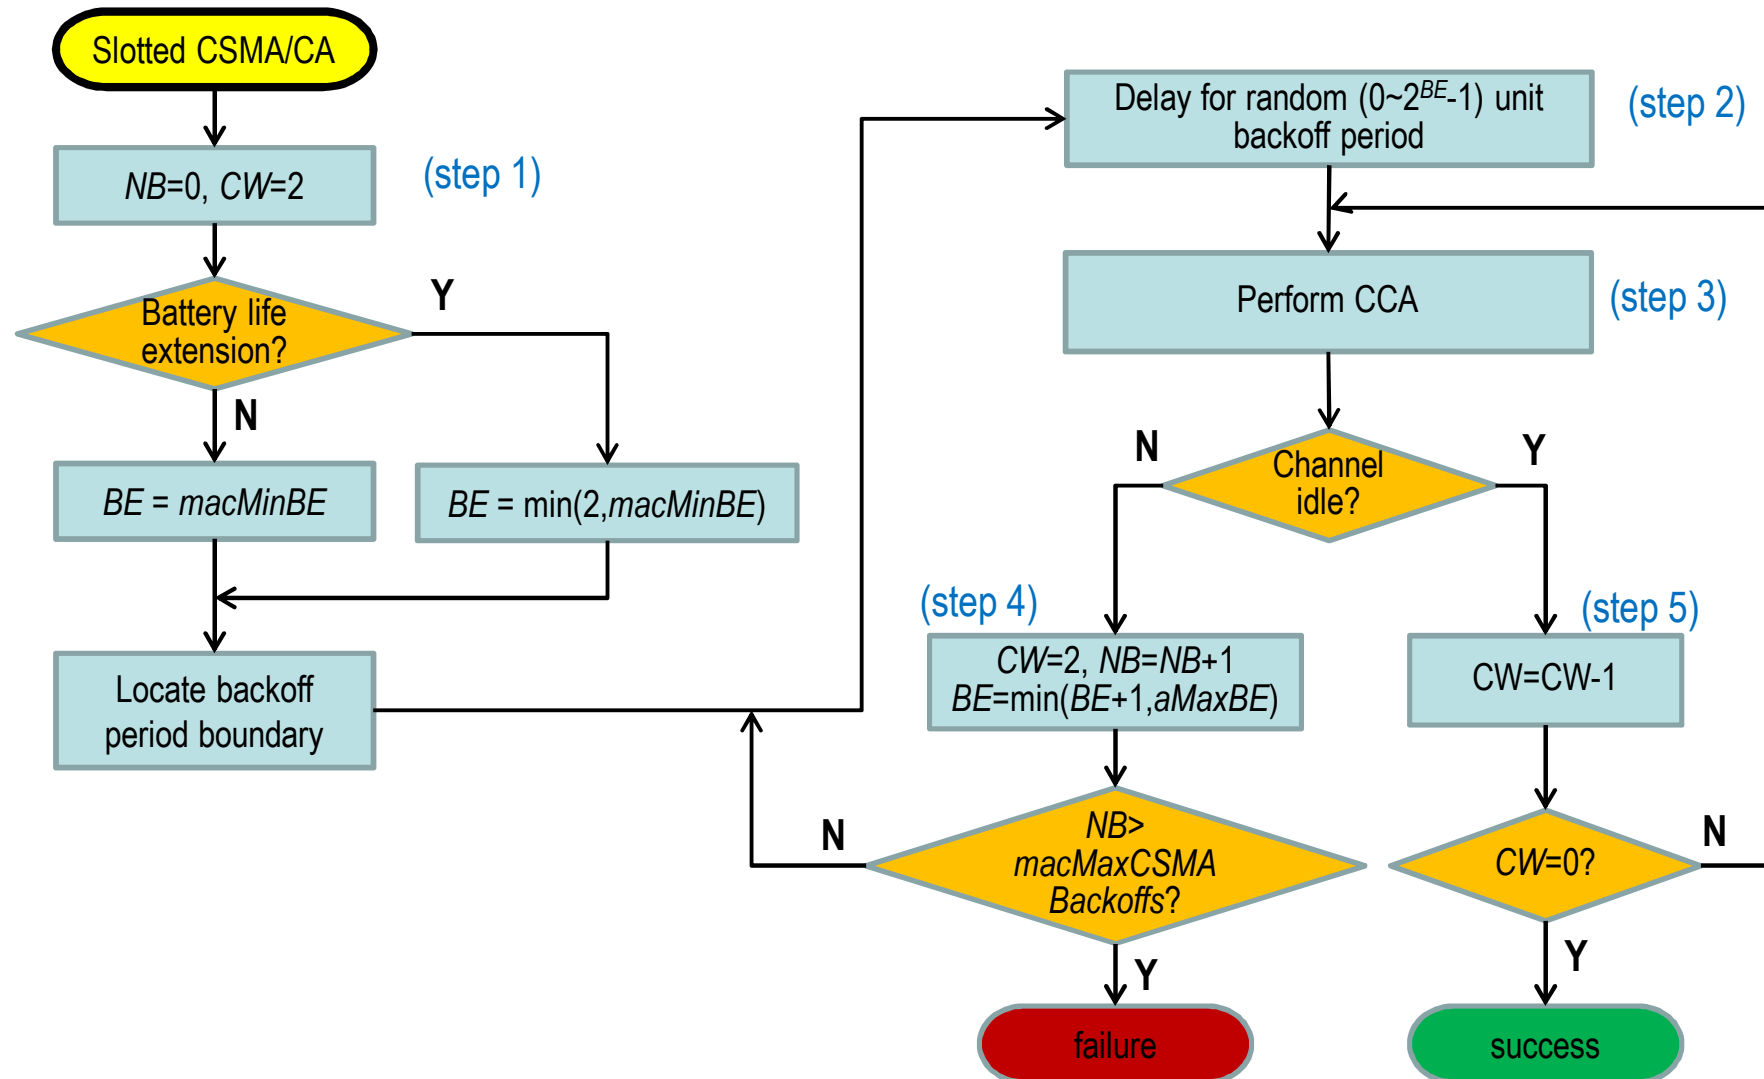 Slotted CSMA/CA
NB=0, CW=2
(step 1)
Battery life
extension?
Y
N
BE = macMinBE
BE = min(2,macMinBE)
Locate backoff
period boundary
Delay for random (0~2^BE-1) unit
backoff period
(step 2)
Perform CCA
(step 3)
Channel
idle?
N
Y
(step 4)
CW=2, NB=NB+1
BE=min(BE+1,aMaxBE)
NB>
macMaxCSMA
Backoffs?
N
Y
failure
(step 5)
CW=CW-1
CW=0?
N
Y
success